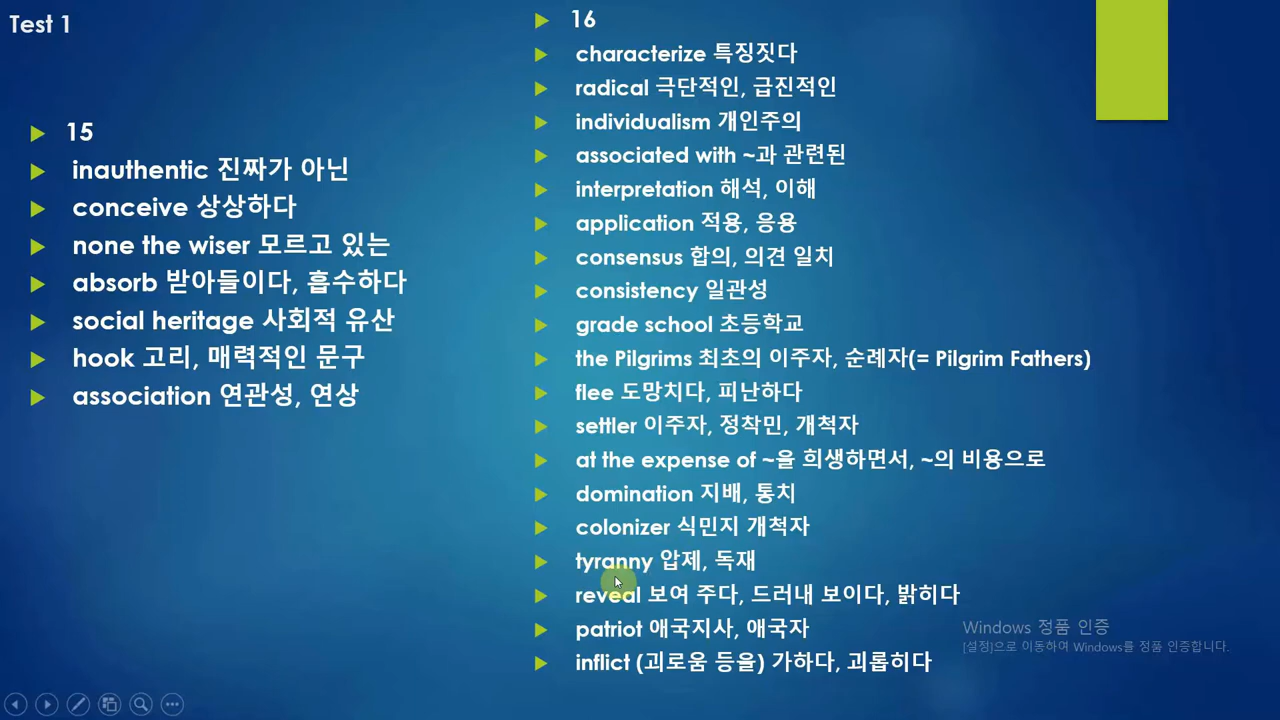 Test 1
15
inauthentic 진짜가 아닌
conceive 상상하다
none the wiser 모르고 있는
absorb 받아들이다, 흡수하다
social heritage 사회적 유산
hook 고리, 매력적인 문구
association 연관성, 연상
16
characterize 특징짓다
radical 극단적인, 급진적인
individualism 개인주의
associated with ~과 관련된
interpretation 해석, 이해
application 적용, 응용
consensus 합의, 의견 일치
consistency 일관성
grade school 초등학교
the Pilgrims 최초의 이주자, 순례자(= Pilgrim Fathers)
flee 도망치다, 피난하다
settler 이주자, 정착민, 개척자
at the expense of ~을 희생하면서, ~의 비용으로
domination 지배, 통치
colonizer 식민지 개척자
tyranny 압제, 독재
reveal 보여 주다, 드러내 보이다, 밝히다
patriot 애국지사, 애국자
inflict (괴로움 등을) 가하다, 괴롭히다
Windows 정품 인증
[설정]으로 이동하여 Windows를 정품 인증합니다.